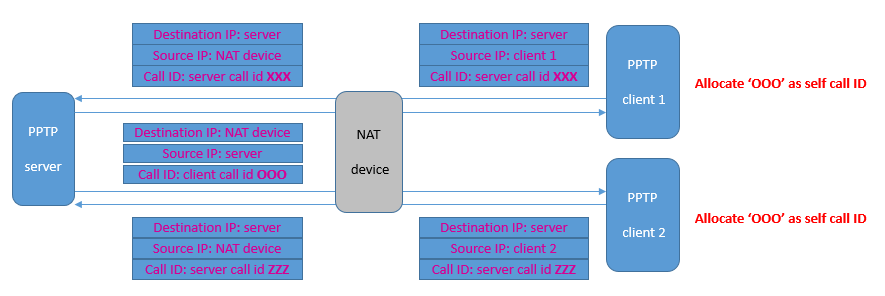 Destination IP: server
Source IP: NAT device
Call ID: server call id XXX
Destination IP: server
Source IP: client 1
Call ID: server call id XXX
PPTP
client 1
Allocate ‘OOO’ as self call ID
PPTP
server
Destination IP: NAT device
Source IP: server
Call ID: client call id OOO
NAT
device
PPTP
client 2
Allocate ‘OOO’ as self call ID
Destination IP: server
Source IP: NAT device
Call ID: server call id ZZZ
Destination IP: server
Source IP: client 2
Call ID: server call id ZZZ